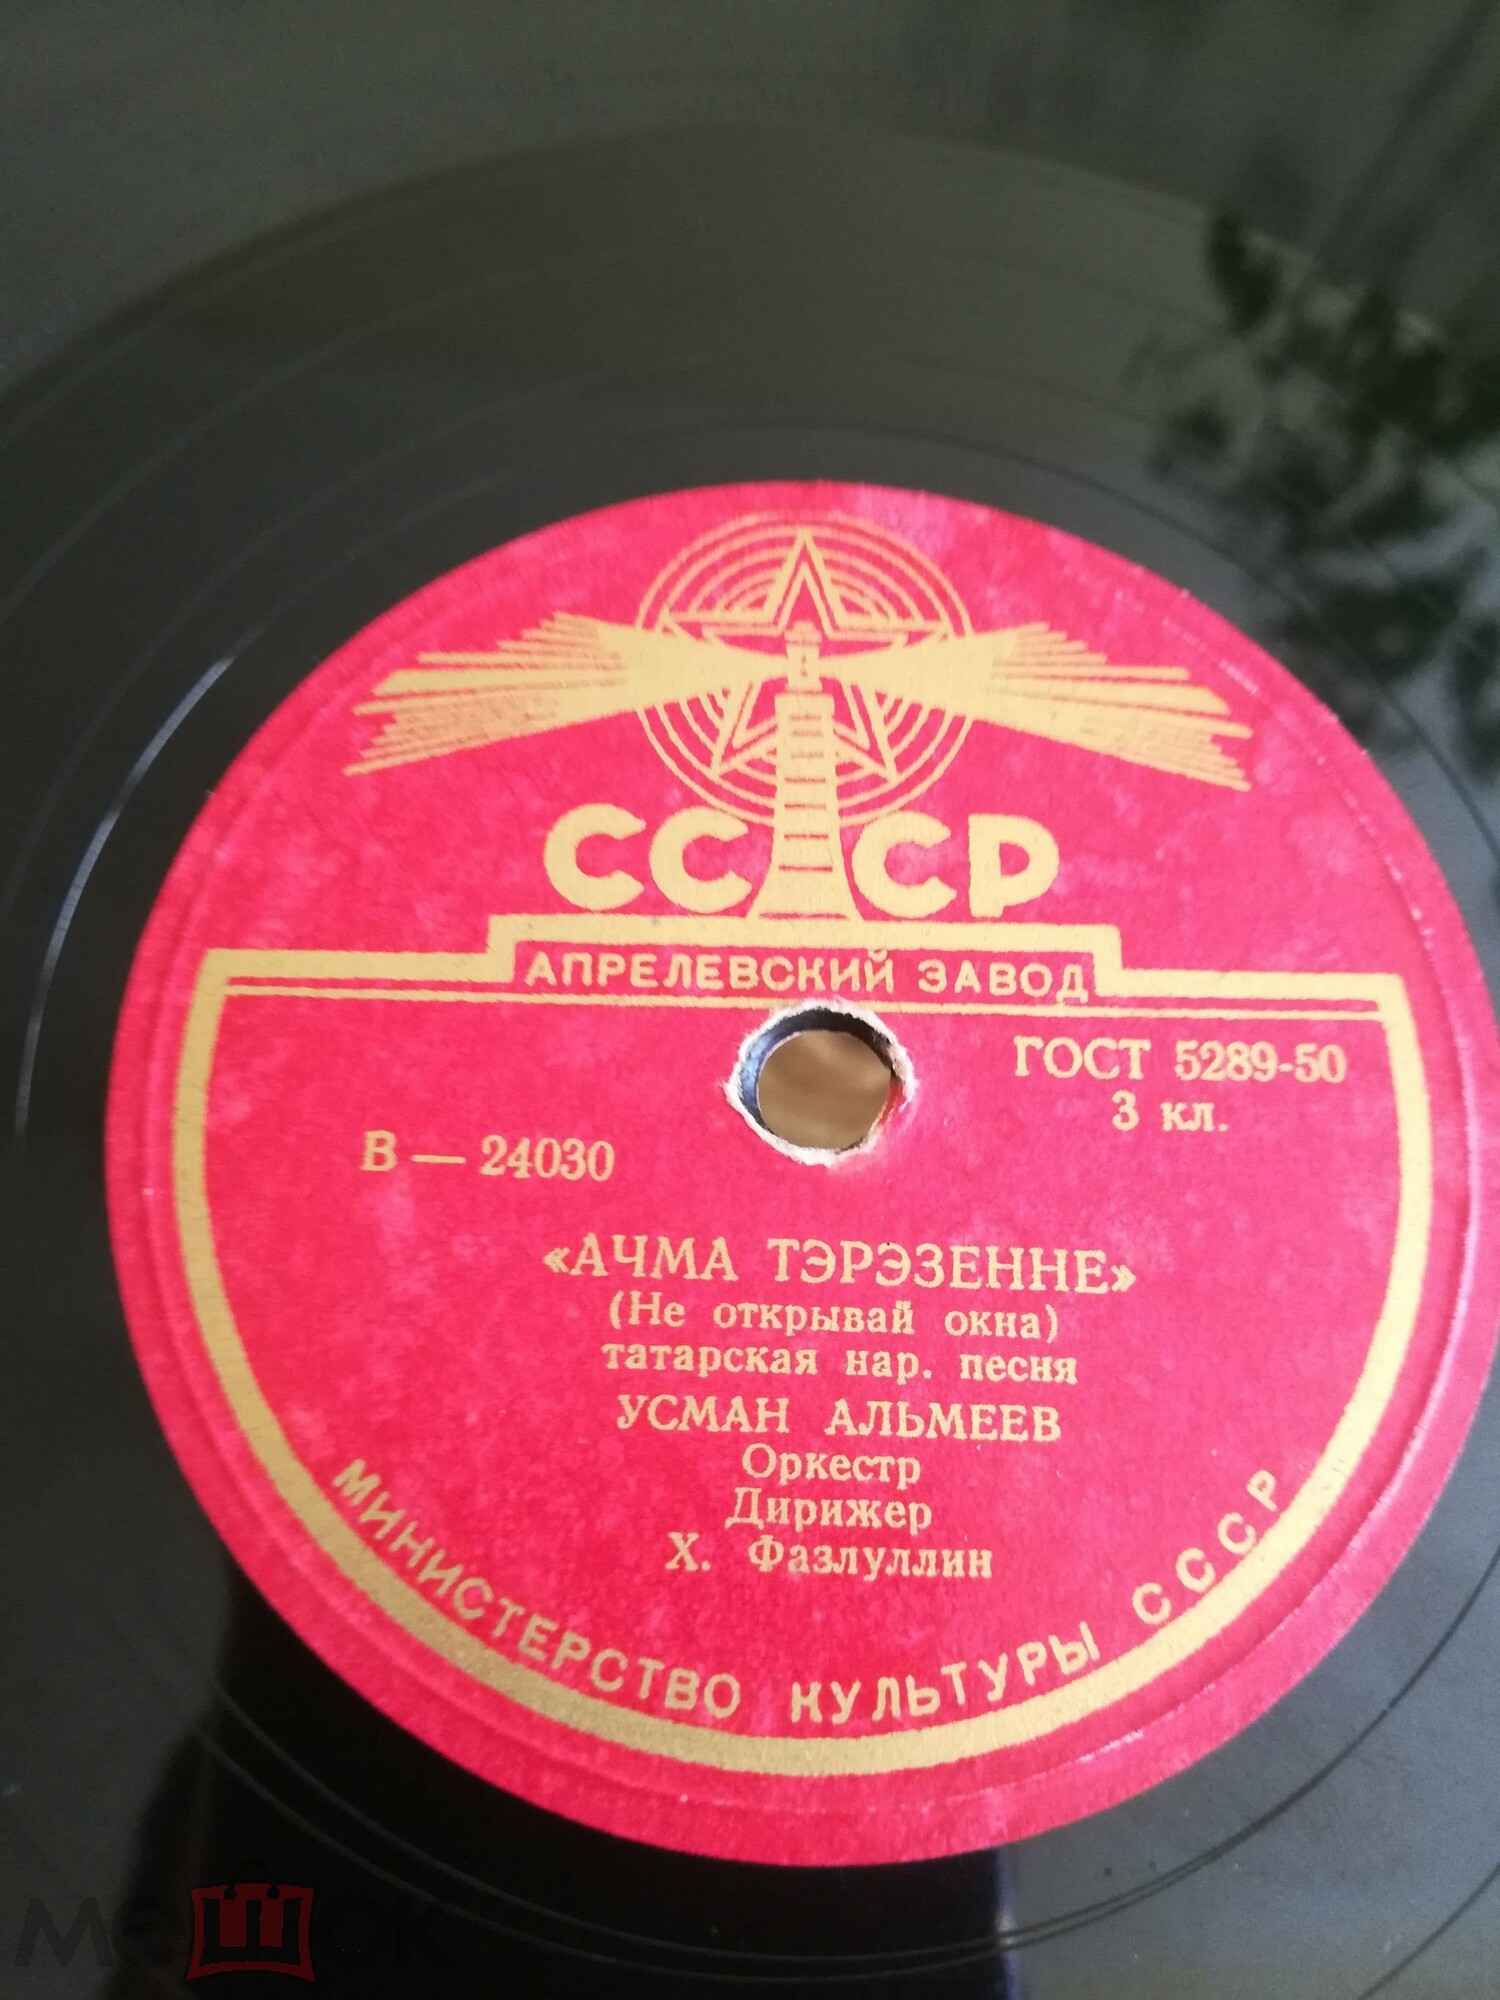 СССР
АПРЕЛЕВСКИЙ ЗАВОД
ГОСТ 5289-50
3 кл.
В — 24030
«АЧМА ТЭРЭЗЕННЕ»
(Не открывай окна)
татарская нар. песня
УСМАН АЛЬМЕЕВ
Оркестр
Дирижер
Х. Фазлуллин
МИНИСТЕРСТВО КУЛЬТУРЫ СССР
мешок